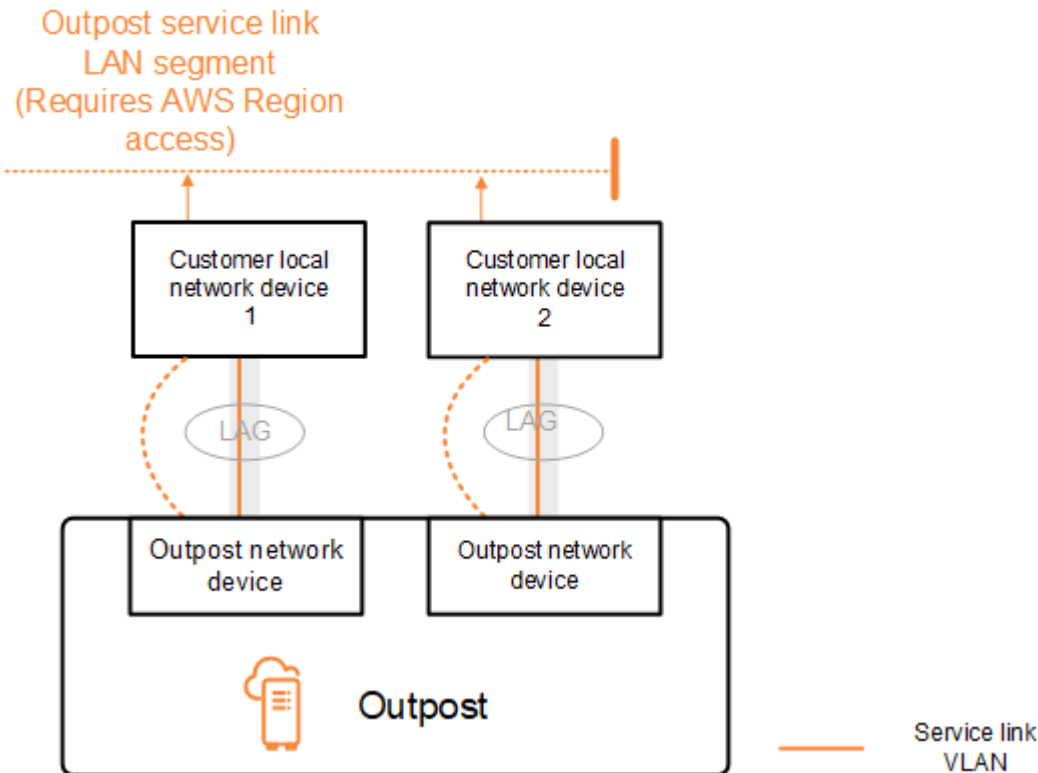 Outpost service link
LAN segment
(Requires AWS Region
access)
Customer local
network device
1
Customer local
network device
2
LAG
LAG
Outpost network
device
Outpost network
device
Outpost
Service link
VLAN